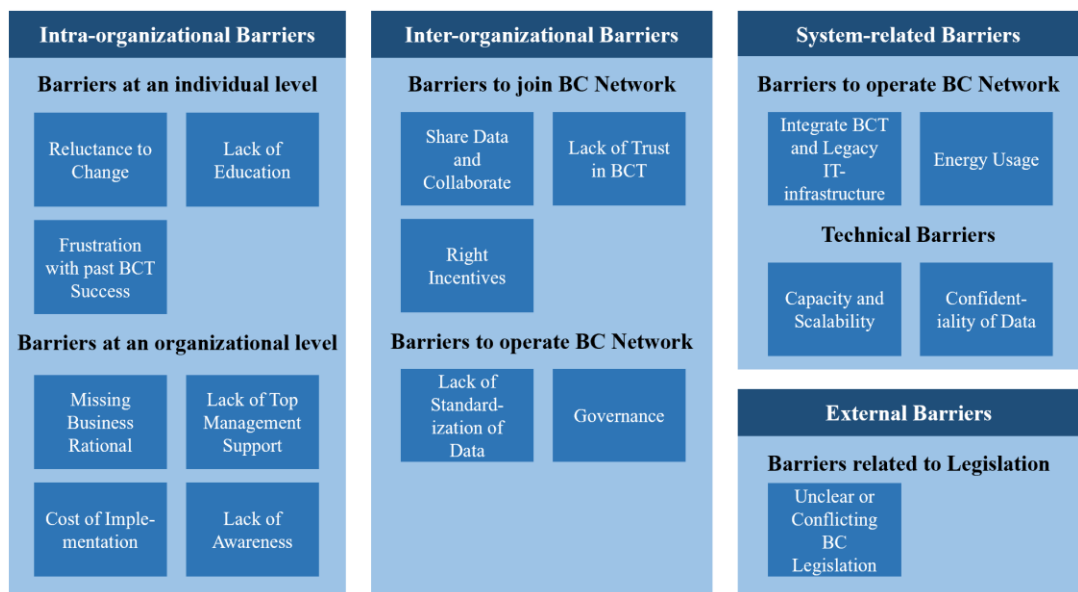 Intra-organizational Barriers
Barriers at an individual level
Reluctance to
Change
Lack of
Education
Frustration
with past BCT
Success
Barriers at an organizational level
Missing
Business
Rational
Lack of Top
Management
Support
Cost of Imple-
mentation
Lack of
Awareness
Inter-organizational Barriers
Barriers to join BC Network
Share Data
and
Collaborate
Lack of Trust
in BCT
Right
Incentives
Barriers to operate BC Network
Lack of
Standard-
ization of
Data
Governance
System-related Barriers
Barriers to operate BC Network
Integrate BCT
and Legacy
IT-
infrastructure
Energy Usage
Technical Barriers
Capacity and
Scalability
Confident-
iality of Data
External Barriers
Barriers related to Legislation
Unclear or
Conflicting
BC
Legislation